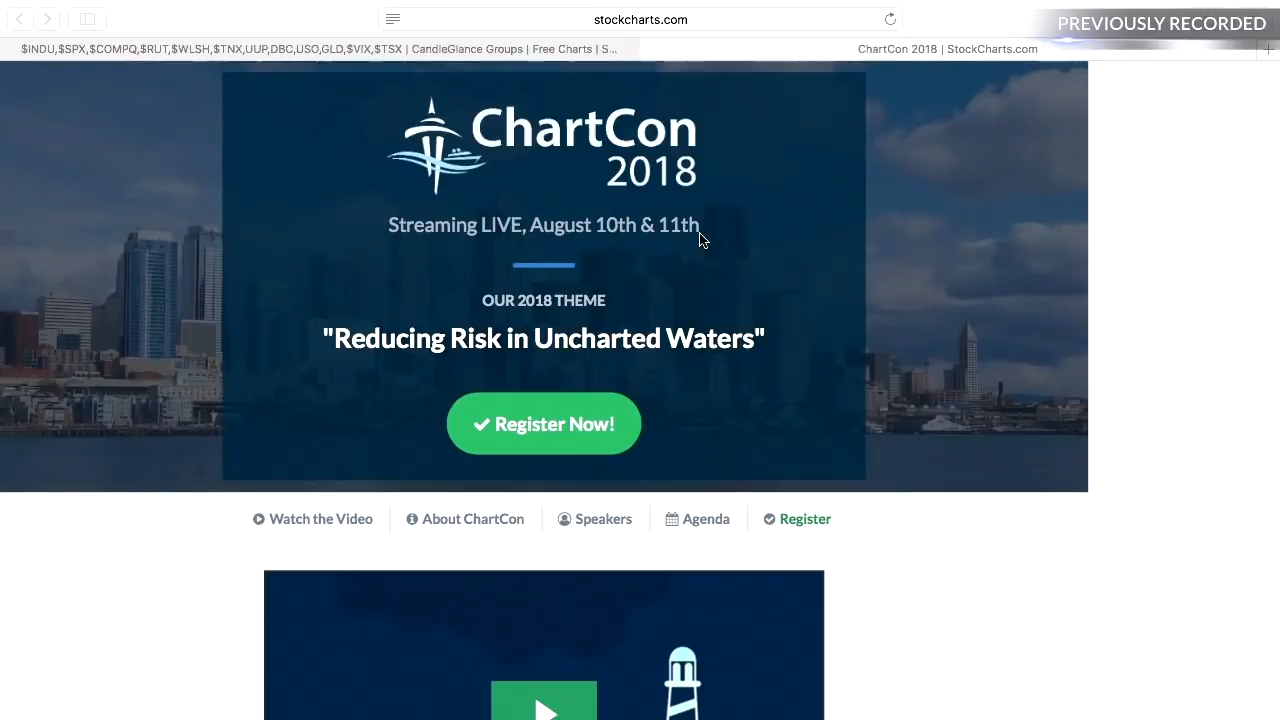 stockcharts.com
PREVIOUSLY RECORDED
$INDU,$SPX,$COMPQ,$RUT,$WLSH,$TNX,UUP,DBC,USO,GLD,$VIX,$TSX | CandleGlance Groups | Free Charts | S...
ChartCon 2018 | StockCharts.com
ChartCon
2018
Streaming LIVE, August 10th & 11th
OUR 2018 THEME
"Reducing Risk in Uncharted Waters"
Register Now!
Watch the Video
About ChartCon
Speakers
Agenda
Register